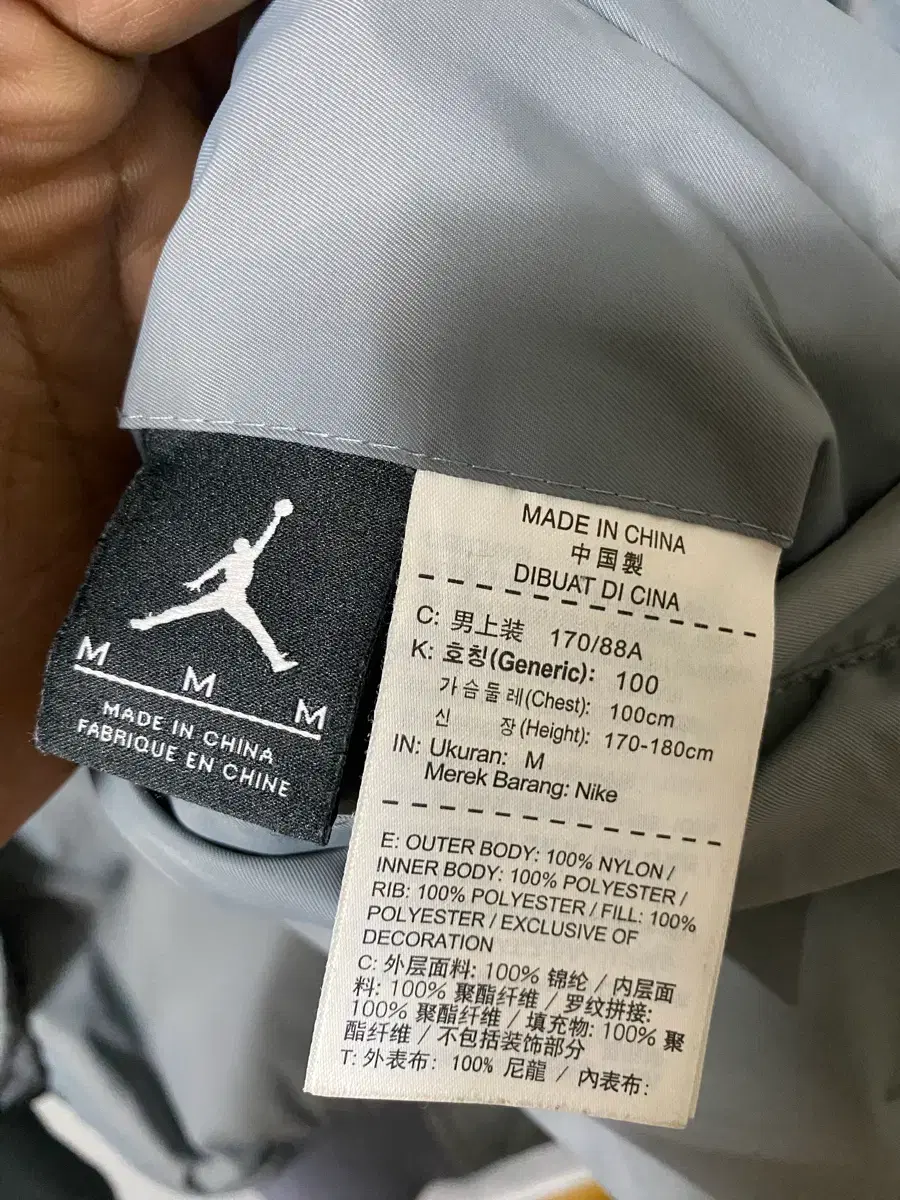 M
M
M
MADE IN CHINA
FABRIQUE EN CHINE
MADE IN CHINA
中国製
DIBUAT DI CINA
C: 男上装 170/88A
K: 호칭(Generic): 100
가슴둘레(Chest): 100cm
신 장(Height): 170-180cm
IN: Ukuran: M
Merek Barang: Nike
E: OUTER BODY: 100% NYLON /
INNER BODY: 100% POLYESTER /
RIB: 100% POLYESTER / FILL: 100%
POLYESTER / EXCLUSIVE OF
DECORATION
C: 外层面料: 100% 锦纶 / 内层面
料: 100% 聚酯纤维 / 罗纹拼接:
100% 聚酯纤维 / 填充物: 100% 聚
酯纤维 / 不包括装饰部分
T: 外表布: 100% 尼龍 / 內表布: